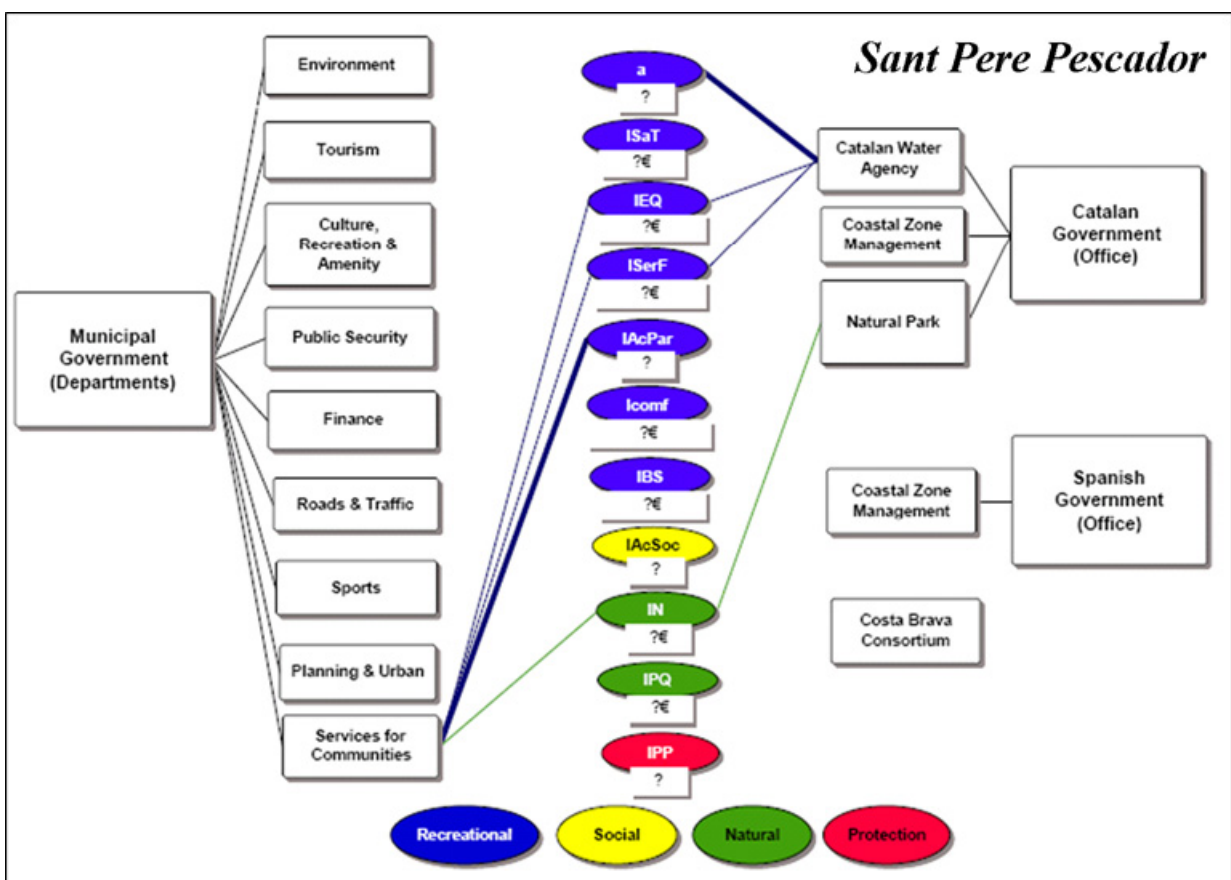 Sant Pere Pescador
Municipal
Government
(Departments)
Environment
Tourism
Culture,
Recreation &
Amenity
Public Security
Finance
Roads & Traffic
Sports
Planning & Urban
Services for
Communities
a
?
ISaT
?€
IEQ
?€
ISerF
?€
IAcPar
?
Icomf
?€
IBS
?€
IAcSoc
?
IN
?€
IPQ
?€
IPP
?
Catalan Water
Agency
Coastal Zone
Management
Natural Park
Catalan
Government
(Office)
Coastal Zone
Management
Spanish
Government
(Office)
Costa Brava
Consortium
Recreational
Social
Natural
Protection